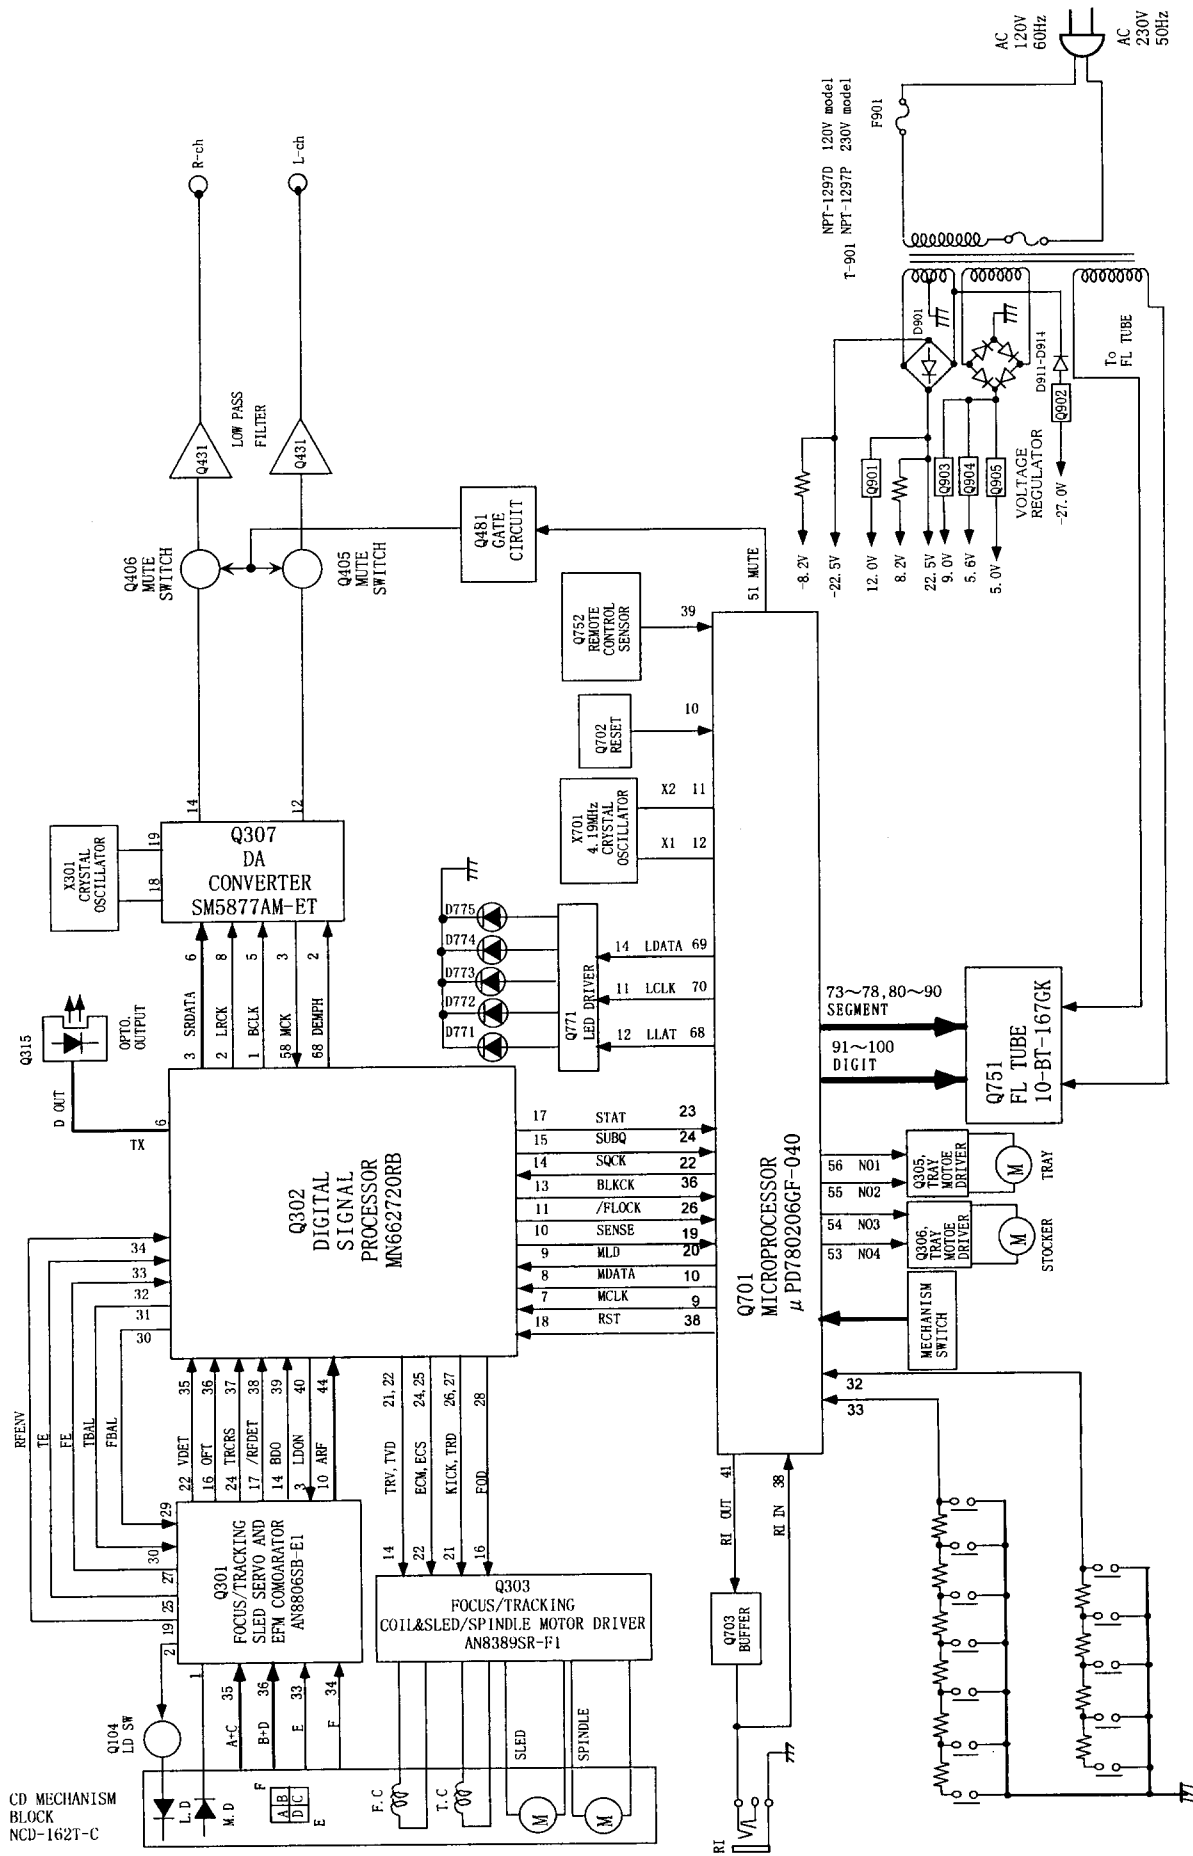 CD MECHANISM
BLOCK
NCD-162T-C
Q104
LD SW
L.D
M.D
F
A B
D C
E
A+C
B+D
E
F
35
36
33
34
1
2
19
25
27
30
29
Q301
FOCUS/TRACKING
SLED SERVO AND
EFM COMOARATOR
AN8806SB-E1
RFENV
TE
FE
TBAL
FBAL
34
33
32
31
30
22 VDET 35
16 OFT 36
24 TRCRS 37
17 /RFDET 38
14 BDO 39
3 LDON 40
10 ARF 44
F.C
T.C
SLED
M
SPINDLE
M
Q303
FOCUS/TRACKING
COIL&SLED/SPINDLE MOTOR DRIVER
AN8389SR-F1
14 TRV,TVD 21,22
22 ECM,ECS 24,25
21 KICK,TRD 26,27
16 FOD 28
Q302
DIGITAL
SIGNAL
PROCESSOR
MN662720RB
TX
6
D OUT
Q315
OPTO.
OUTPUT
3 SRDATA 6
2 LRCK 8
1 BCLK 5
58 MCK 3
68 DEMPH 2
X301
CRYSTAL
OSCILLATOR
18
19
Q307
DA
CONVERTER
SM5877AM-ET
14
12
Q406
MUTE
SWITCH
Q405
MUTE
SWITCH
Q431
LOW PASS
FILTER
Q431
R-ch
L-ch
Q481
GATE
CIRCUIT
51 MUTE
17 STAT 23
15 SUBQ 24
14 SQCK 22
13 BLKCK 36
11 /FLOCK 26
10 SENSE 19
9 MLD 20
8 MDATA 10
7 MCLK 9
18 RST 38
D771
D772
D773
D774
D775
Q771
LED DRIVER
14 LDATA 69
11 LCLK 70
12 LLAT 68
X701
4.19MHz
CRYSTAL
OSCILLATOR
X1 12
X2 11
Q702
RESET
10
Q752
REMOTE
CONTROL
SENSOR
39
Q701
MICROPROCESSOR
μPD780206GF-040
RI OUT 41
RI IN 38
Q703
BUFFER
RI
33
32
MECHANISM
SWITCH
53 NO4
54 NO3
55 NO2
56 NO1
Q306,
TRAY
MOTOE
DRIVER
M
STOCKER
Q305,
TRAY
MOTOE
DRIVER
M
TRAY
91~100
DIGIT
73~78,80~90
SEGMENT
Q751
FL TUBE
10-BT-167GK
-8.2V
-22.5V
12.0V
8.2V
22.5V
9.0V
5.6V
5.0V
-27.0V
Q901
Q903
Q904
Q905
Q902
VOLTAGE
REGULATOR
D901
D911-D914
To
FL TUBE
NPT-1297D 120V model
T-901 NPT-1297P 230V model
F901
AC
120V
60Hz
AC
230V
50Hz